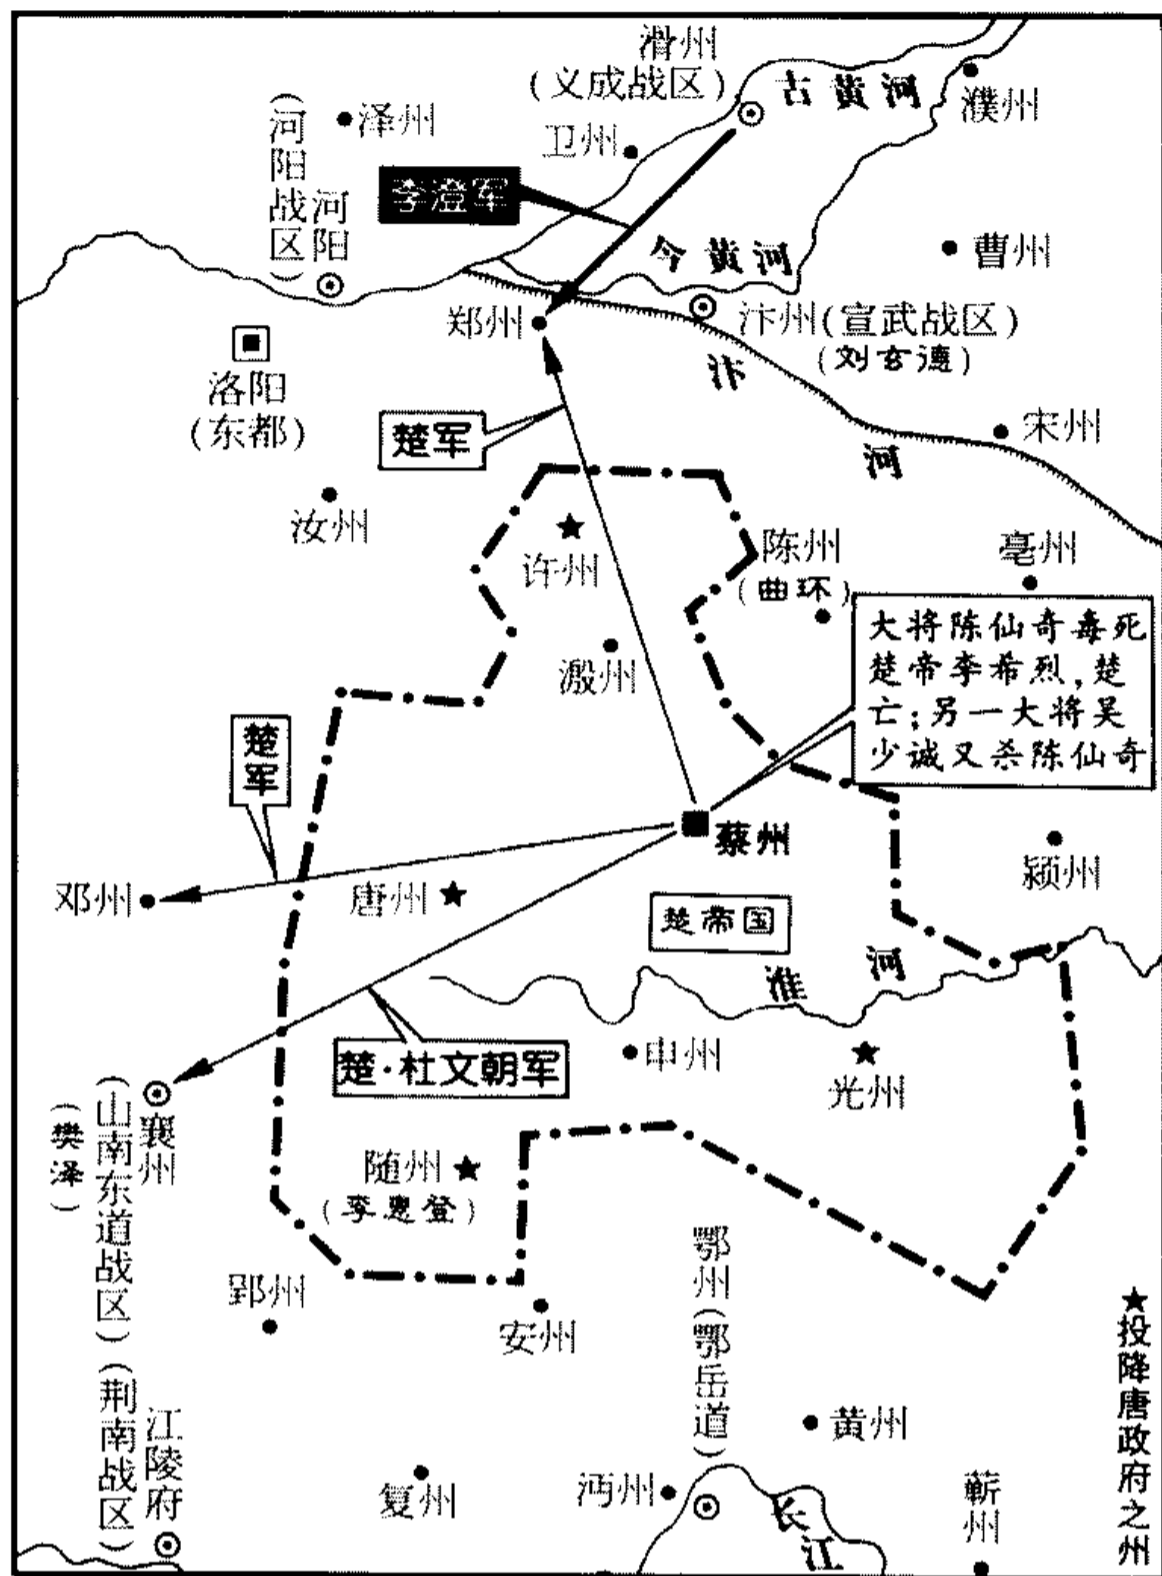 滑州
(义成战区)
古黄河
濮州
泽州
卫州
(河阳战区)
河阳
李澄军
今黄河
曹州
郑州
汴州(宣武战区)
(刘玄德)
洛阳
(东都)
汴河
楚军
宋州
汝州
许州
陈州
(曲环)
亳州
大将陈仙奇毒死
楚帝李希烈,楚
亡;另一大将吴
少诚又杀陈仙奇
溵州
楚军
蔡州
颍州
邓州
唐州
楚帝国
淮河
楚·杜文朝军
申州
光州
襄州
(山南东道战区)
(樊泽)
随州
(李惠登)
郢州
安州
鄂州(鄂岳道)
★投降唐政府之州
江陵府
(荆南战区)
复州
沔州
黄州
长江
蕲州